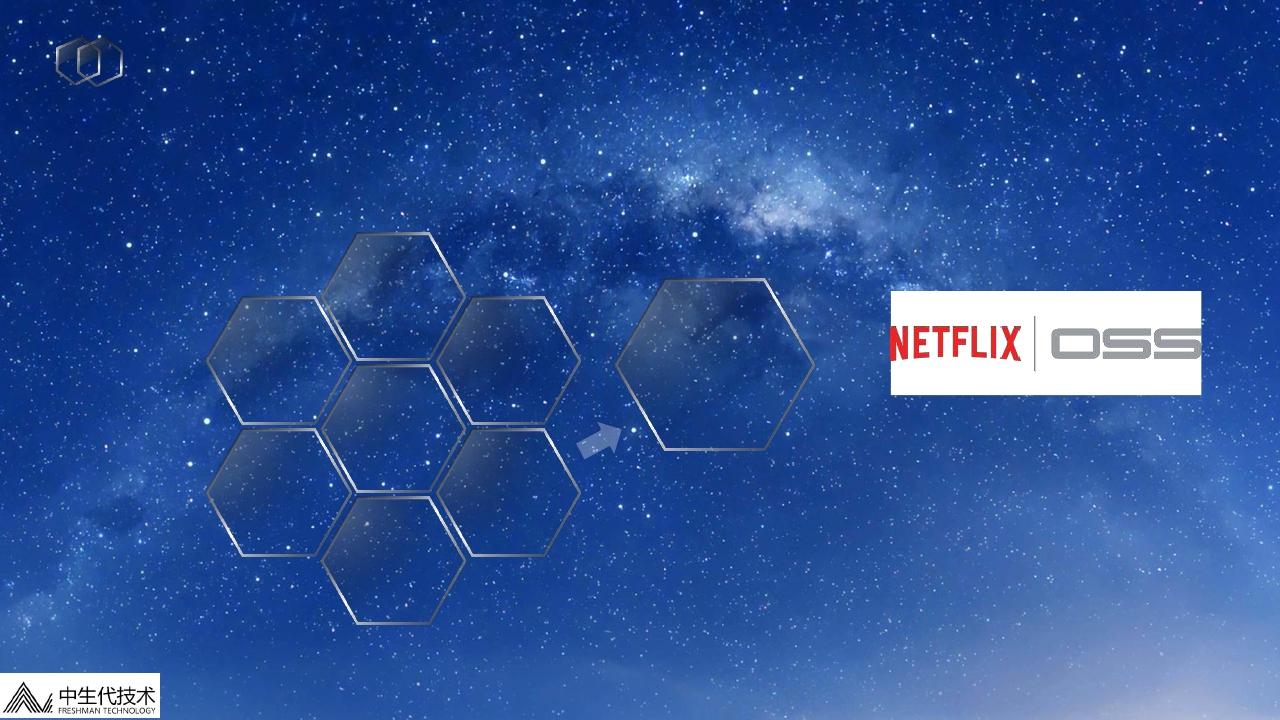 NETFLIX | OSS
中生代技术
FRESHMAN TECHNOLOGY